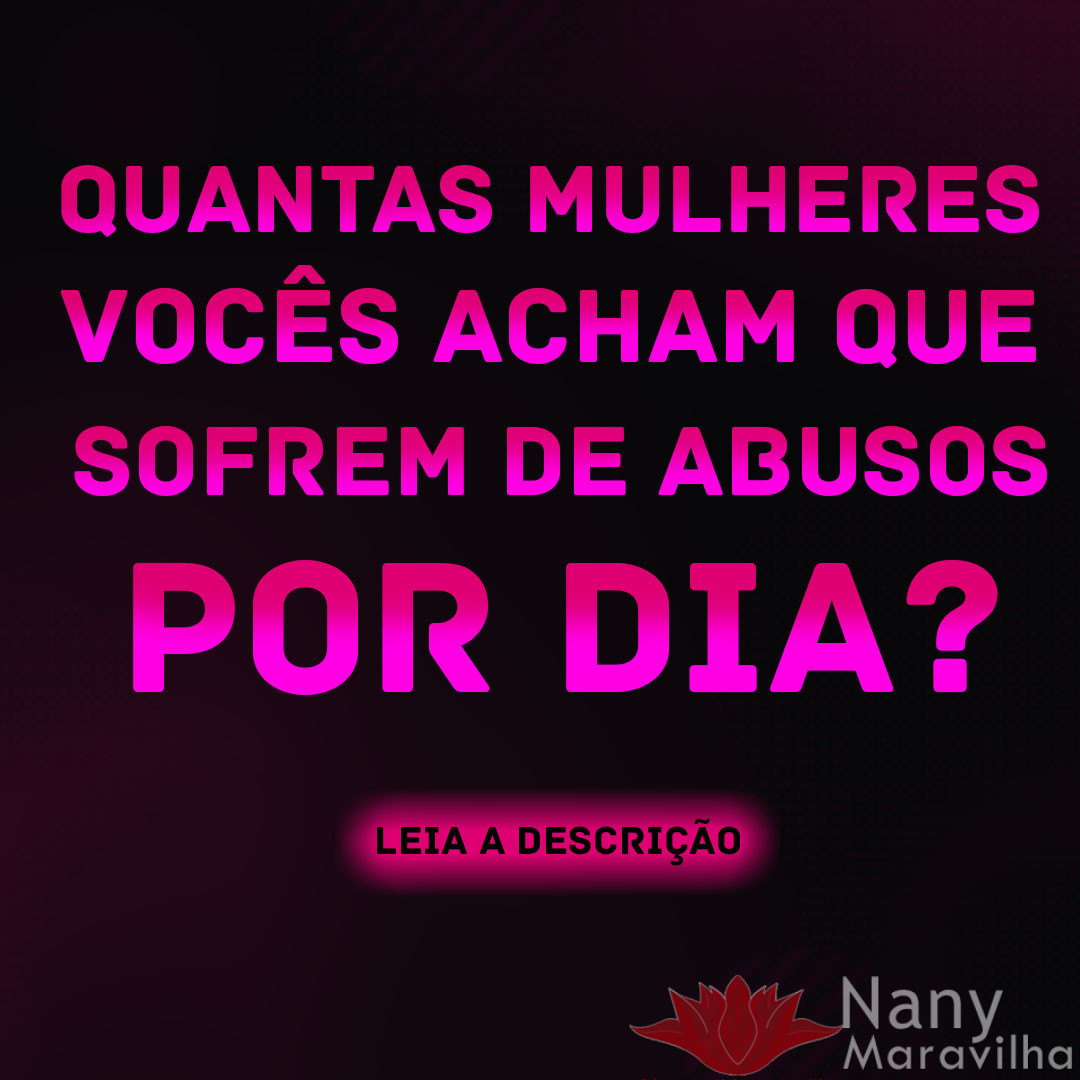 QUANTAS MULHERES
VOCÊS ACHAM QUE
SOFREM DE ABUSOS
POR DIA?
LEIA A DESCRIÇÃO
Nany
Maravilha